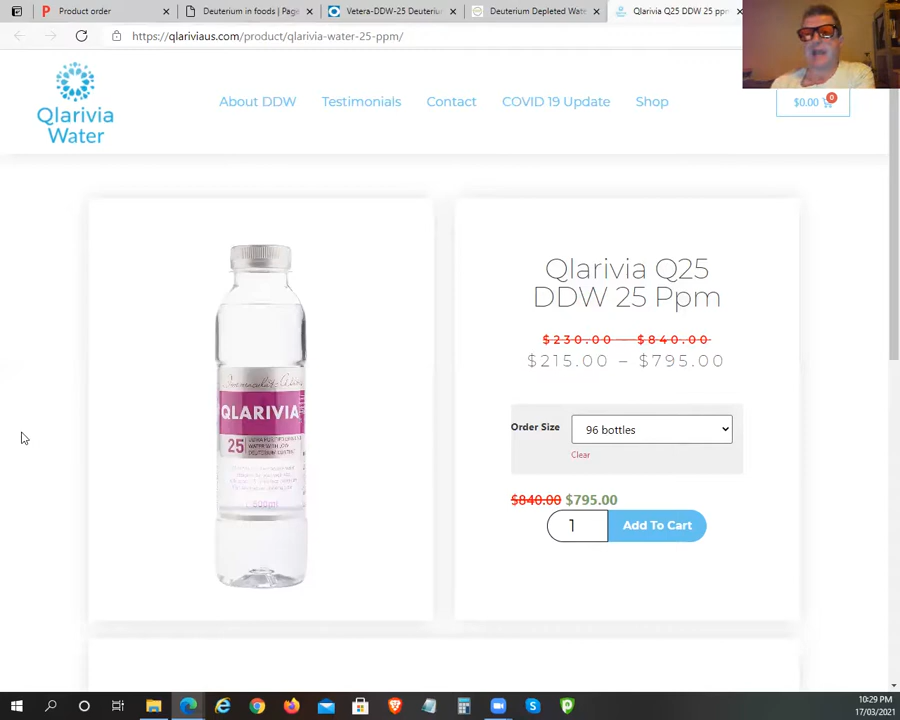 Product order
Deuterium in foods | Page
Vetera-DDW-25 Deuteriu
Deuterium Depleted Wate
Qlarivia Q25 DDW 25 ppm
https://qlariviaus.com/product/qlarivia-water-25-ppm/
Qlarivia
Water
About DDW
Testimonials
Contact
COVID 19 Update
Shop
$0.00
0
Qlarivia Q25
DDW 25 Ppm
$230.00 – $840.00
$215.00 – $795.00
Order Size
96 bottles
Clear
$840.00 $795.00
1
Add To Cart
QLARIVIA
25
10:29 PM
17/03/2021